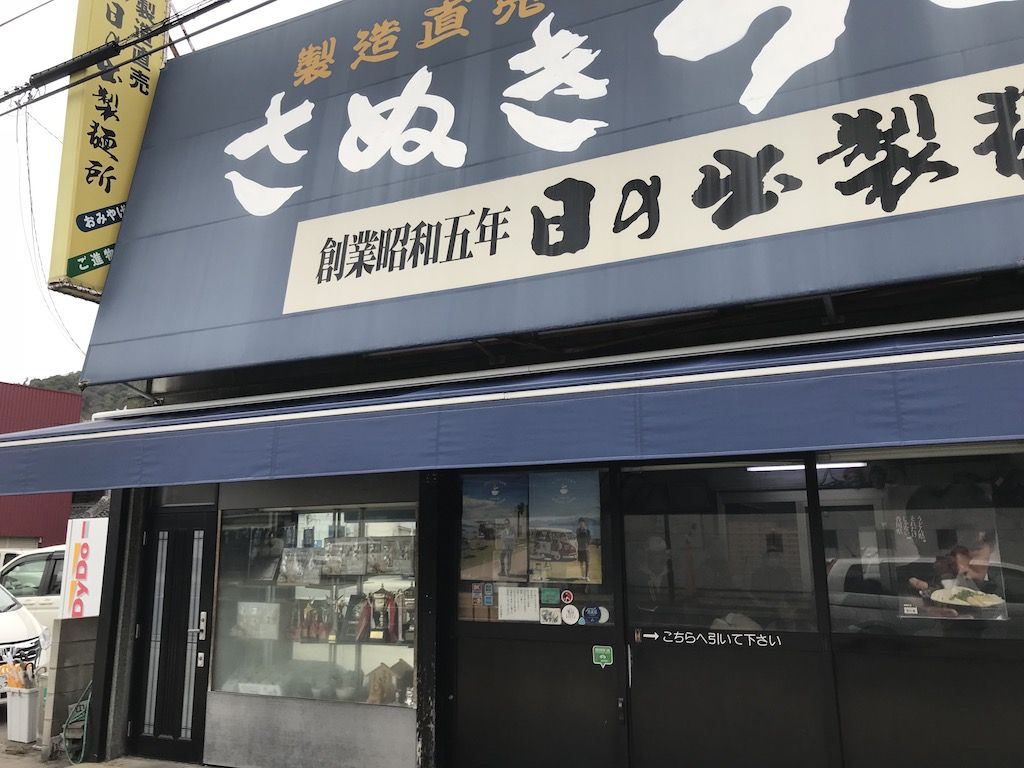 製造直売
日の出製麺所
おみやげ
ご進物
製造直売
さぬきう
創業昭和五年 日の出製麺
DyDo
→こちらへ引いて下さい